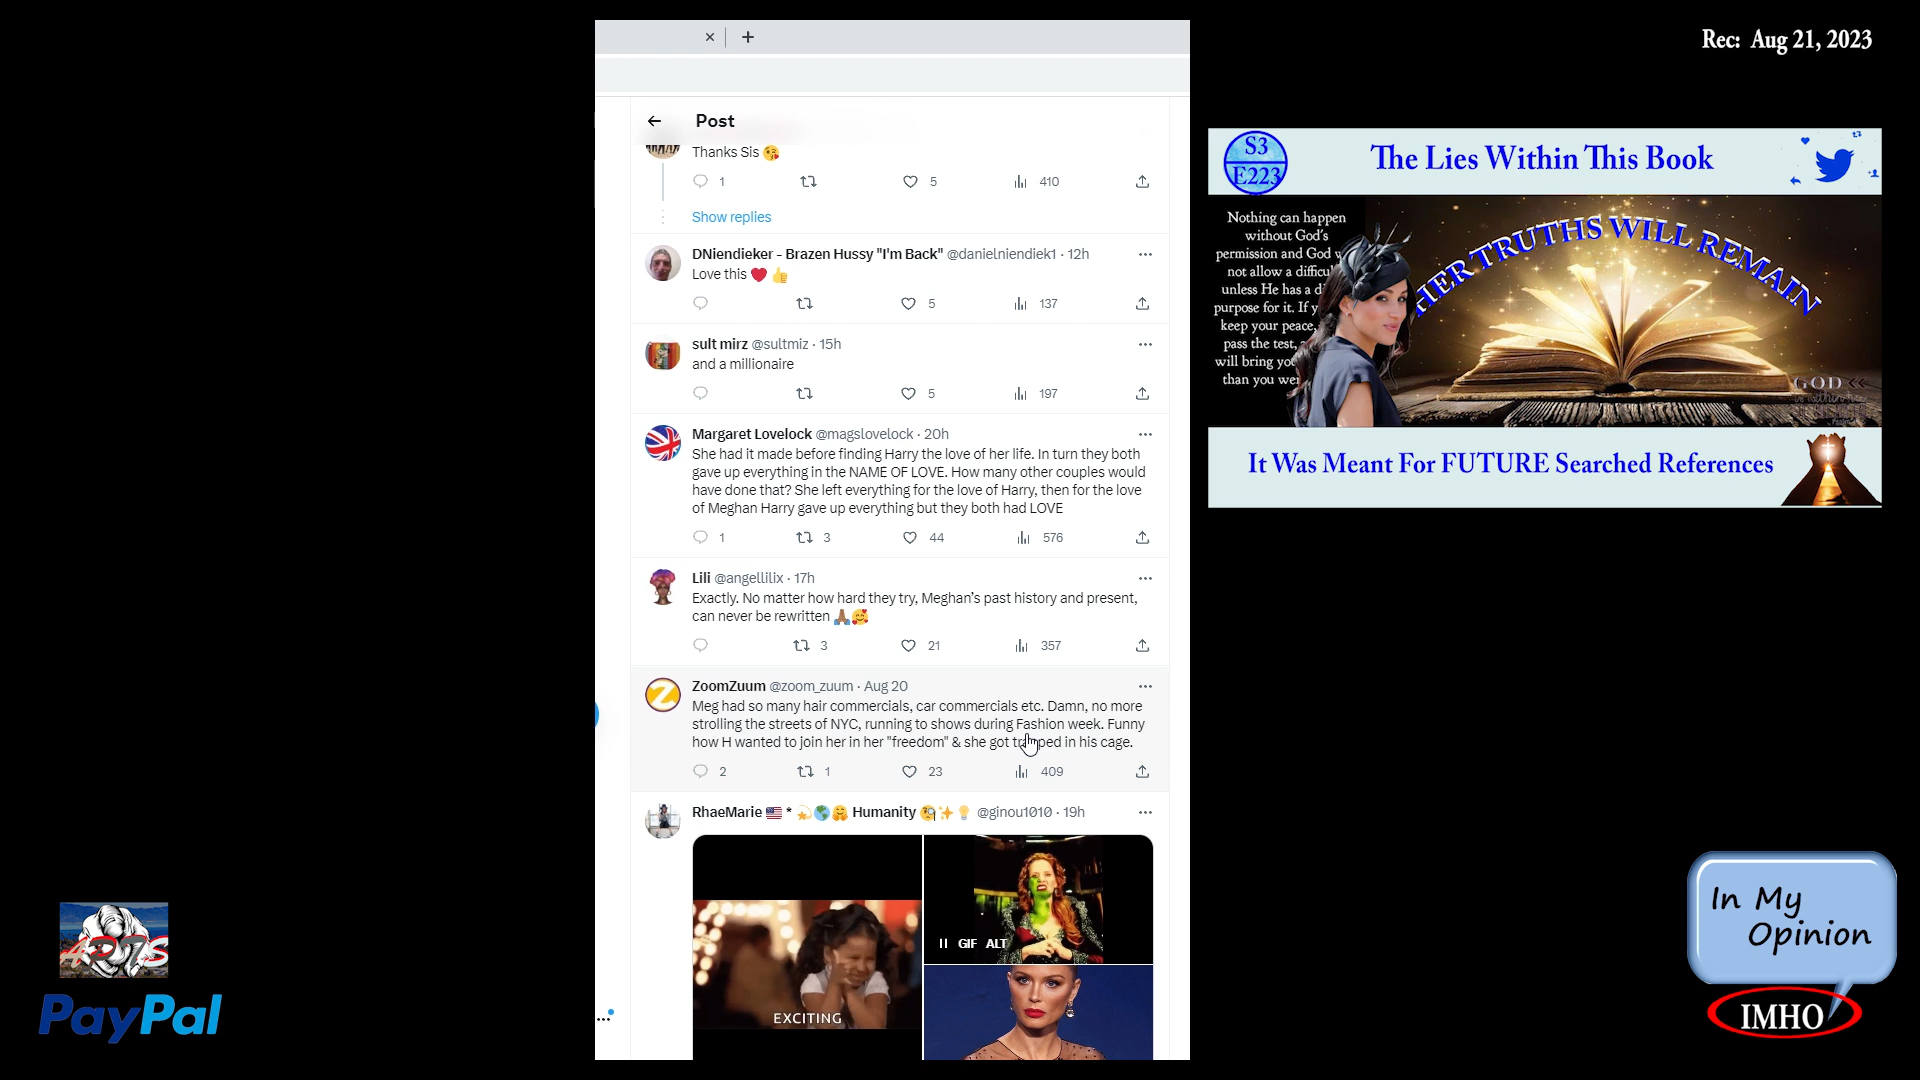 Rec: Aug 21, 2023
Post
Thanks Sis 😘
1 5 410
Show replies
DNiendieker - Brazen Hussy "I'm Back" @danielniendiek1 · 12h
Love this ❤️ 👍
5 137
sult mirz @sultmiz · 15h
and a millionaire
5 197
Margaret Lovelock @magslovelock · 20h
She had it made before finding Harry the love of her life. In turn they both
gave up everything in the NAME OF LOVE. How many other couples would
have done that? She left everything for the love of Harry, then for the love
of Meghan Harry gave up everything but they both had LOVE
1 3 44 576
Lili @angellilix · 17h
Exactly. No matter how hard they try, Meghan's past history and present,
can never be rewritten 🙏🏽🥰
3 21 357
ZoomZuum @zoom_zuum · Aug 20
Meg had so many hair commercials, car commercials etc. Damn, no more
strolling the streets of NYC, running to shows during Fashion week. Funny
how H wanted to join her in her "freedom" & she got trapped in his cage.
2 1 23 409
RhaeMarie 🇺🇸 * 💫🌎🤗 Humanity 🧐✨💡 @ginou1010 · 19h
EXCITING
GIF ALT
S3
E223
The Lies Within This Book
Nothing can happen
without God's
permission and God
not allow a
unless He has a
purpose for it. If
keep your peace,
pass the test,
will bring
than you
HER TRUTHS WILL REMAIN
GOD
It Was Meant For FUTURE Searched References
PayPal
In My
Opinion
IMHO